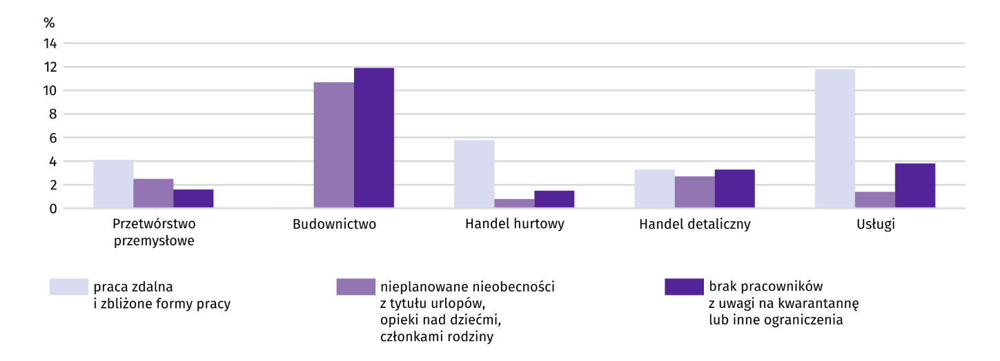 %
14
12
10
8
6
4
2
0
Przetwórstwo
przemysłowe
Budownictwo
Handel hurtowy
Handel detaliczny
Usługi
praca zdalna
i zbliżone formy pracy
nieplanowane nieobecności
z tytułu urlopów,
opieki nad dziećmi,
członkami rodziny
brak pracowników
z uwagi na kwarantannę
lub inne ograniczenia